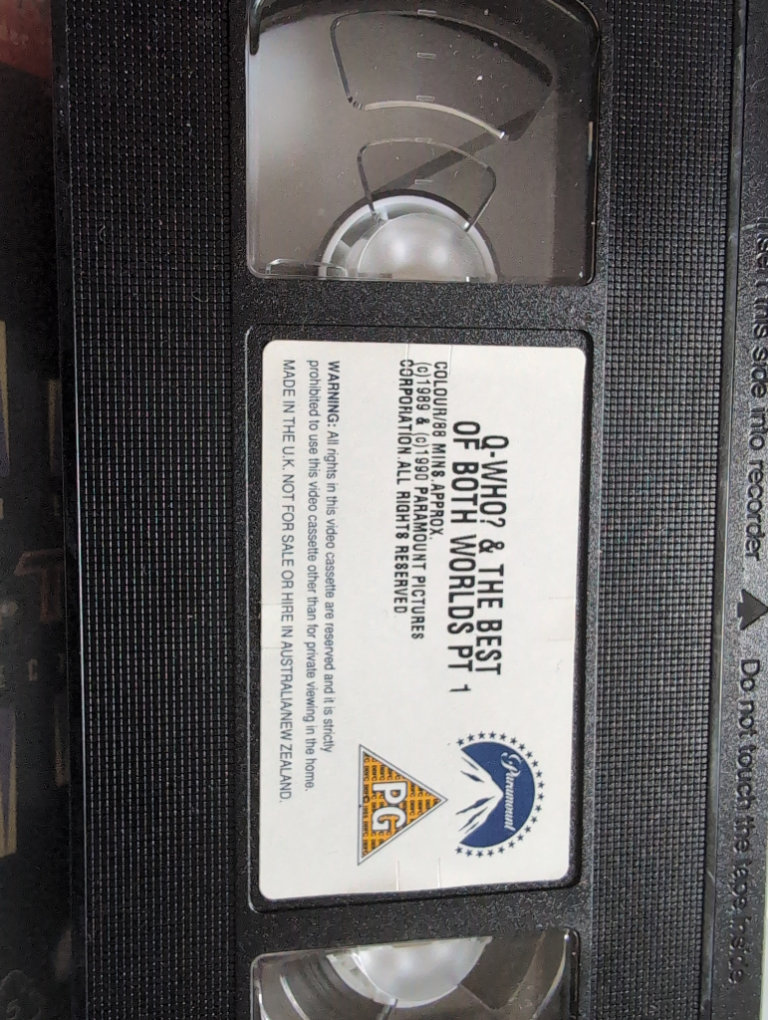 Insert this side into recorder ▲ Do not touch the tape inside
Q-WHO? & THE BEST
OF BOTH WORLDS PT 1
COLOUR/88 MINS APPROX.
(c)1989 & (c)1990 PARAMOUNT PICTURES
CORPORATION.ALL RIGHTS RESERVED
Paramount
PG
WARNING: All rights in this video cassette are reserved and it is strictly
prohibited to use this video cassette other than for private viewing in the home.
MADE IN THE U.K. NOT FOR SALE OR HIRE IN AUSTRALIA/NEW ZEALAND.